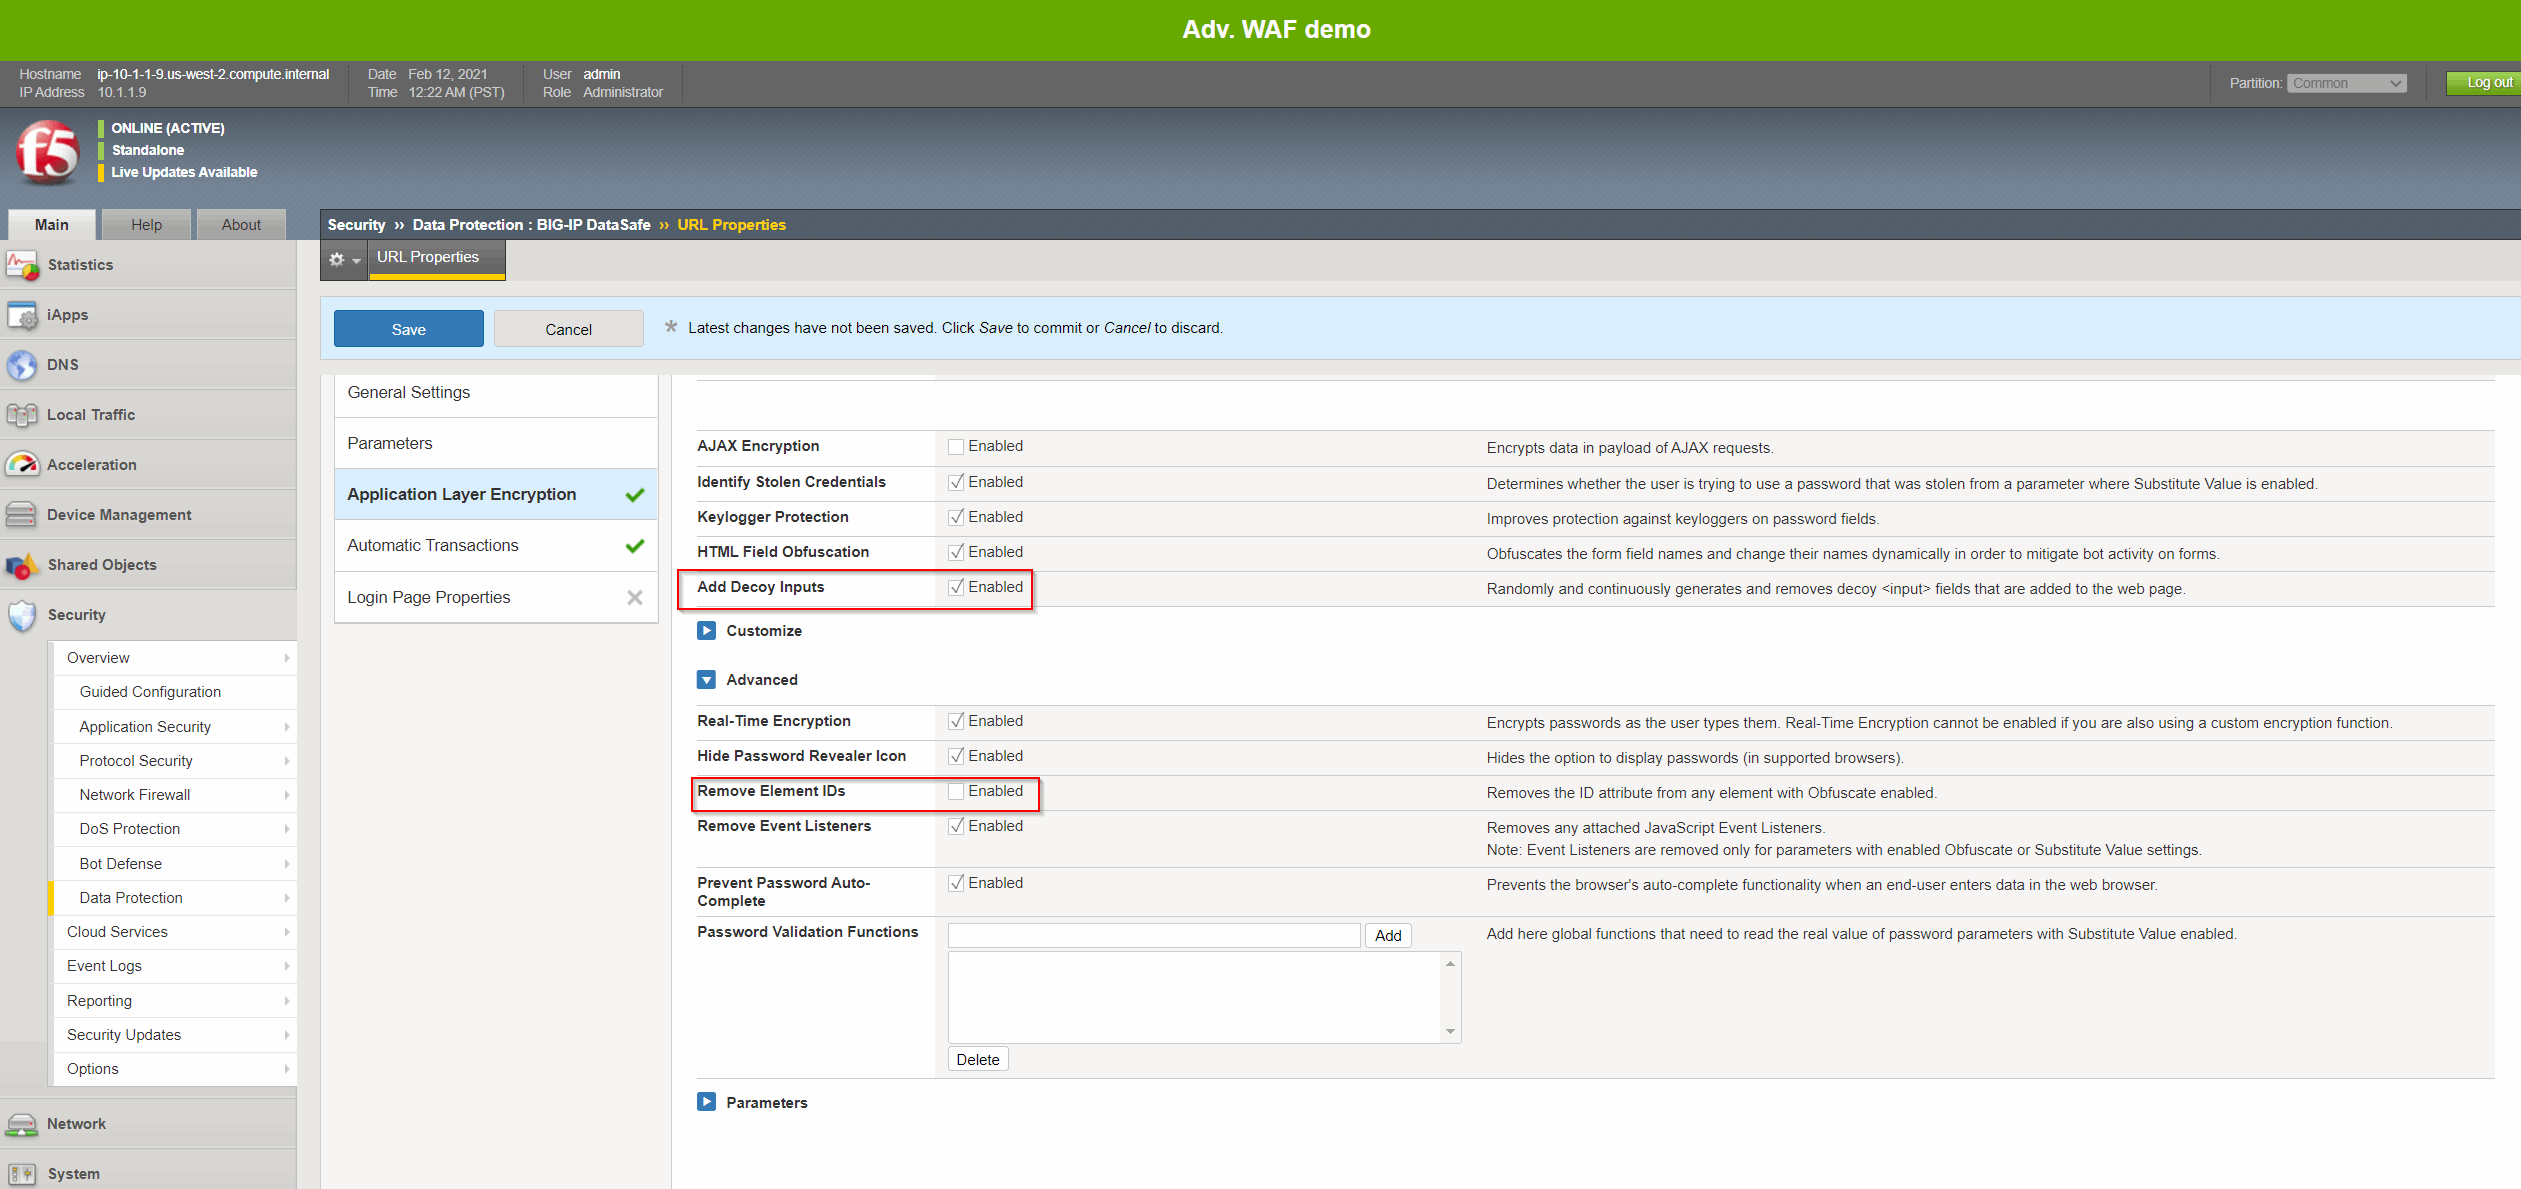 Adv. WAF demo
Hostname ip-10-1-1-9.us-west-2.compute.internal Date Feb 12, 2021 User admin
IP Address 10.1.1.9 Time 12:22 AM (PST) Role Administrator
Partition: Common Log out
f5
ONLINE (ACTIVE)
Standalone
Live Updates Available
Main Help About
Security ›› Data Protection : BIG-IP DataSafe ›› URL Properties
URL Properties
Save Cancel * Latest changes have not been saved. Click Save to commit or Cancel to discard.
Statistics
iApps
DNS
Local Traffic
Acceleration
Device Management
Shared Objects
Security
Overview
Guided Configuration
Application Security
Protocol Security
Network Firewall
DoS Protection
Bot Defense
Data Protection
Cloud Services
Event Logs
Reporting
Security Updates
Options
Network
System
General Settings
Parameters
Application Layer Encryption
Automatic Transactions
Login Page Properties
AJAX Encryption Enabled Encrypts data in payload of AJAX requests.
Identify Stolen Credentials Enabled Determines whether the user is trying to use a password that was stolen from a parameter where Substitute Value is enabled.
Keylogger Protection Enabled Improves protection against keyloggers on password fields.
HTML Field Obfuscation Enabled Obfuscates the form field names and change their names dynamically in order to mitigate bot activity on forms.
Add Decoy Inputs Enabled Randomly and continuously generates and removes decoy <input> fields that are added to the web page.
Customize
Advanced
Real-Time Encryption Enabled Encrypts passwords as the user types them. Real-Time Encryption cannot be enabled if you are also using a custom encryption function.
Hide Password Revealer Icon Enabled Hides the option to display passwords (in supported browsers).
Remove Element IDs Enabled Removes the ID attribute from any element with Obfuscate enabled.
Remove Event Listeners Enabled Removes any attached JavaScript Event Listeners.
Note: Event Listeners are removed only for parameters with enabled Obfuscate or Substitute Value settings.
Prevent Password Auto- Enabled Prevents the browser's auto-complete functionality when an end-user enters data in the web browser.
Complete
Password Validation Functions Add Add here global functions that need to read the real value of password parameters with Substitute Value enabled.
Delete
Parameters